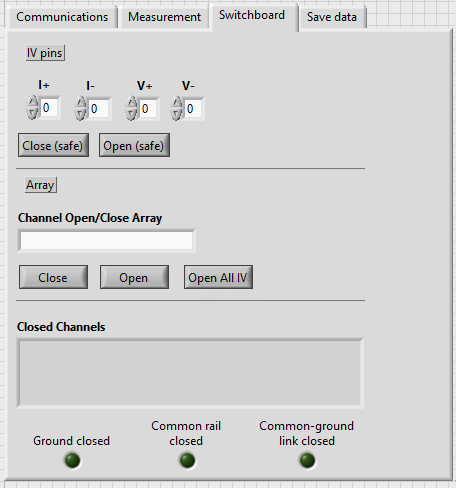 Communications Measurement Switchboard Save data
IV pins
I+ I- V+ V-
0 0 0 0
Close (safe) Open (safe)
Array
Channel Open/Close Array
Close Open Open All IV
Closed Channels
Ground closed
Common rail
closed
Common-ground
link closed